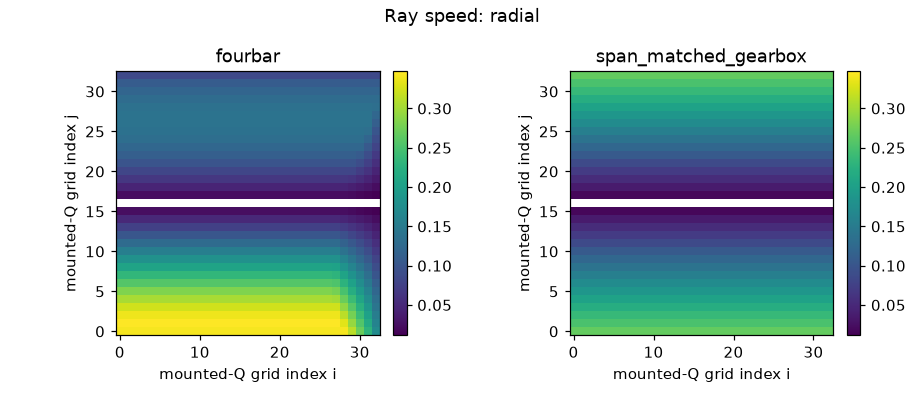 Ray speed: radial
fourbar
span_matched_gearbox
mounted-Q grid index j
30
25
20
15
10
5
0
0 10 20 30
mounted-Q grid index i
0.30
0.25
0.20
0.15
0.10
0.05
mounted-Q grid index j
30
25
20
15
10
5
0
0 10 20 30
mounted-Q grid index i
0.30
0.25
0.20
0.15
0.10
0.05